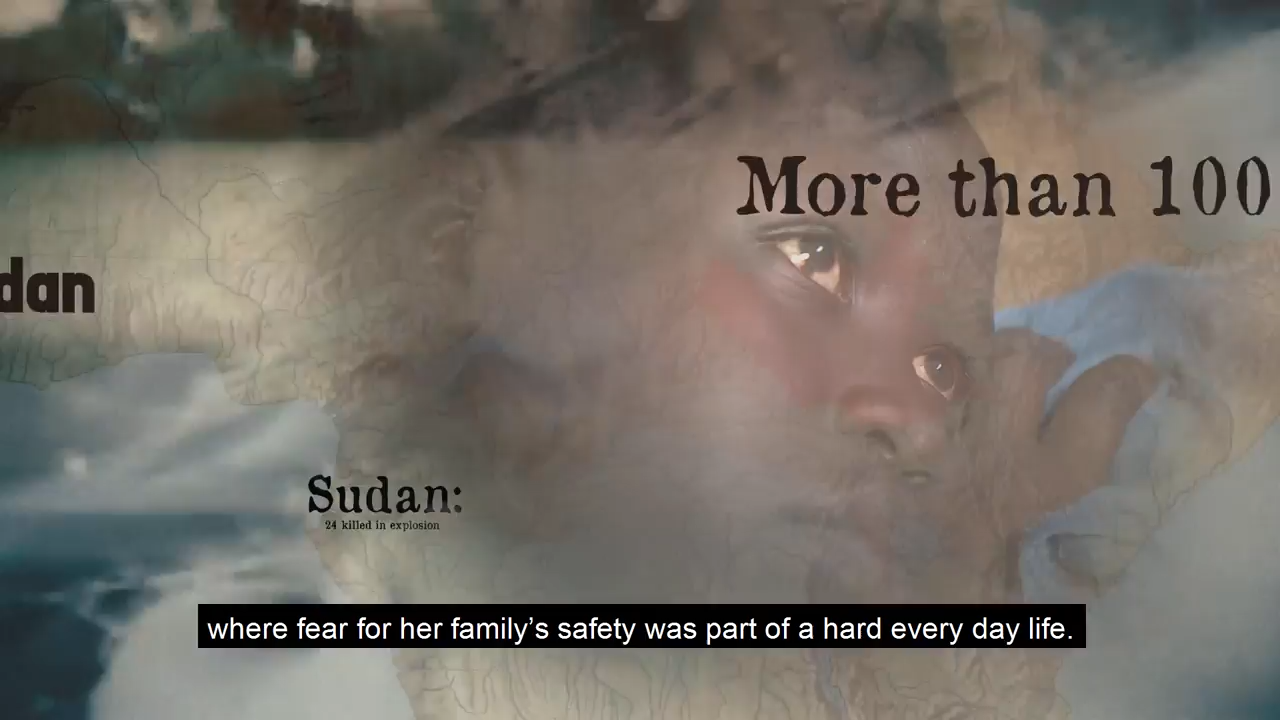 More than 100
dan
Sudan:
24 killed in explosion
where fear for her family’s safety was part of a hard every day life.